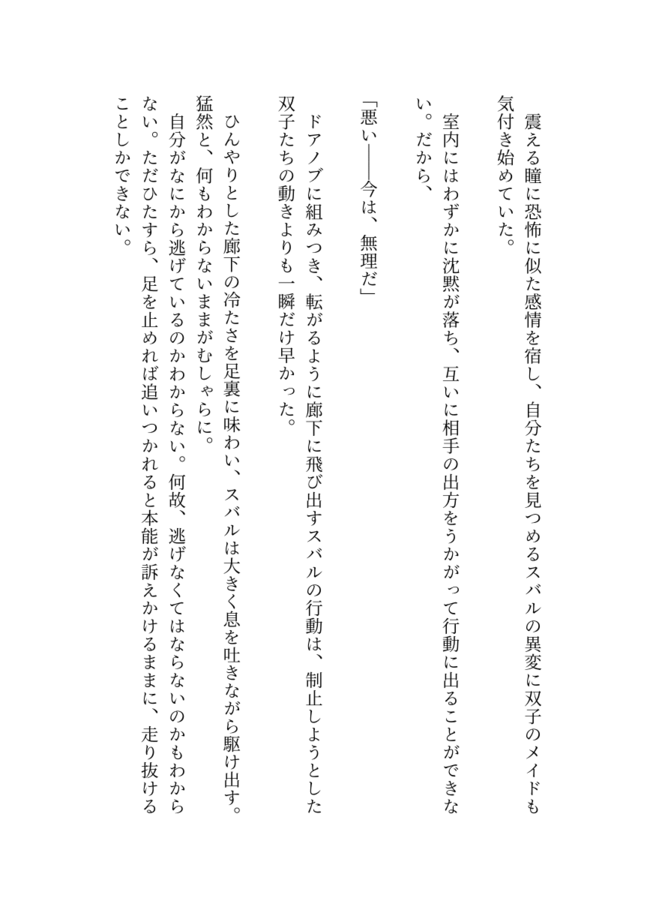 震える瞳に恐怖に似た感情を宿し、自分たちを見つめるスバルの異変に双子のメイドも
気付き始めていた。
　室内にはわずかに沈黙が落ち、互いに相手の出方をうかがって行動に出ることができな
い。だから、
「悪い――今は、無理だ」
　ドアノブに組みつき、転がるように廊下に飛び出すスバルの行動は、制止しようとした
双子たちの動きよりも一瞬だけ早かった。
　ひんやりとした廊下の冷たさを足裏に味わい、スバルは大きく息を吐きながら駆け出す。
猛然と、何もわからないままがむしゃらに。
　自分がなにから逃げているのかわからない。何故、逃げなくてはならないのかもわから
ない。ただひたすら、足を止めれば追いつかれると本能が訴えかけるままに、走り抜ける
ことしかできない。